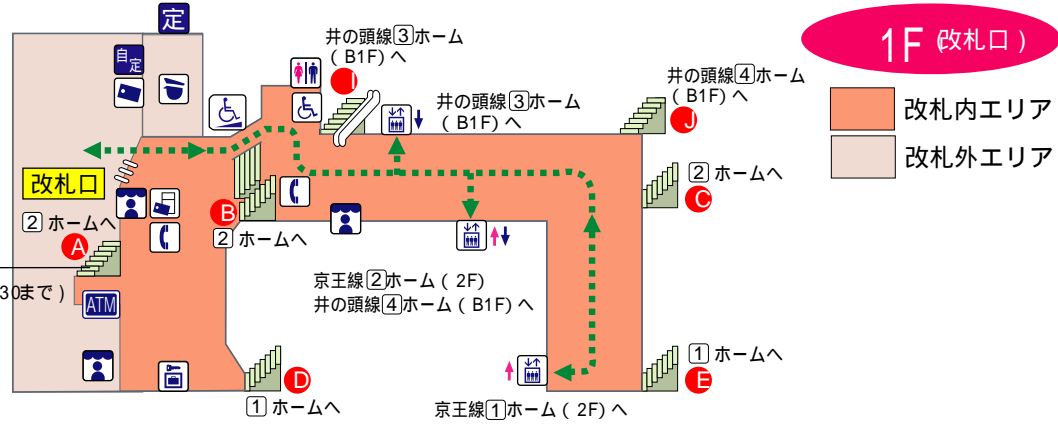 定
自
定
井の頭線3ホーム
( B1F) へ
I
井の頭線3ホーム
( B1F) へ
井の頭線4ホーム
( B1F) へ
J
1F 改札口 )
改札内エリア
改札外エリア
改札口
2 ホームへ
A
B
2 ホームへ
2 ホームへ
C
30まで )
ATM
京王線2ホーム ( 2F)
井の頭線4ホーム ( B1F) へ
D
1 ホームへ
京王線1ホーム ( 2F) へ
1 ホームへ
E